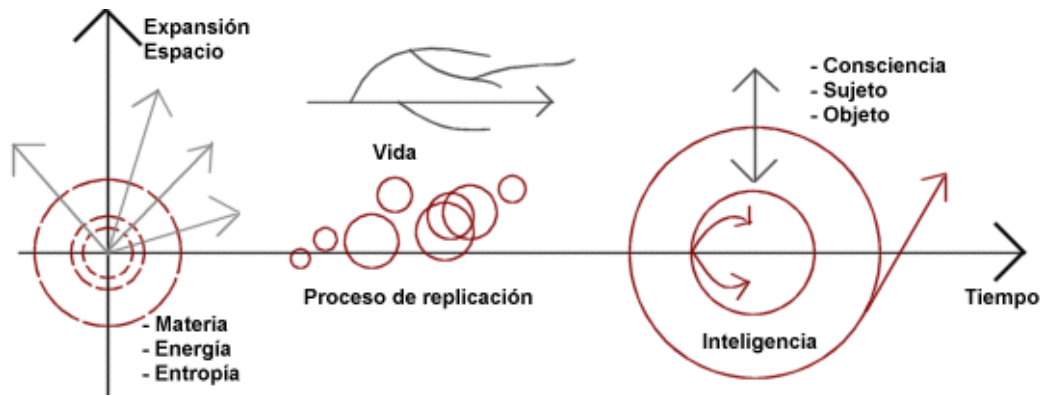 Expansión
Espacio
- Consciencia
- Sujeto
- Objeto
Vida
Proceso de replicación
Tiempo
- Materia
- Energía
- Entropía
Inteligencia